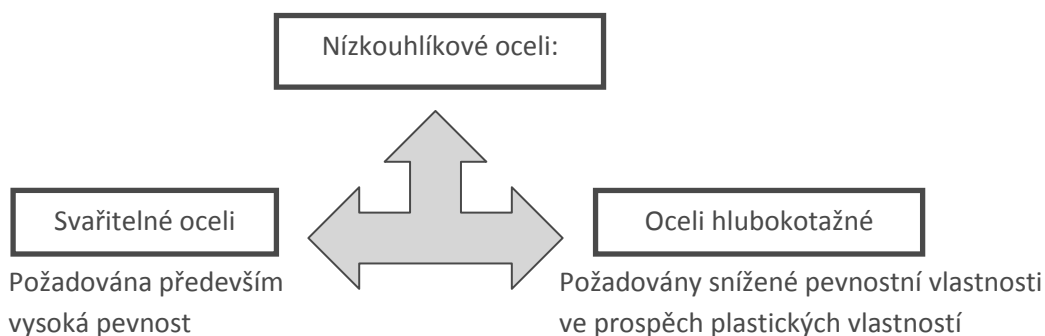 Nízkouhlíkové oceli:
Svařitelné oceli
Oceli hlubokotažné
Požadována především
vysoká pevnost
Požadovány snížené pevnostní vlastnosti
ve prospěch plastických vlastností